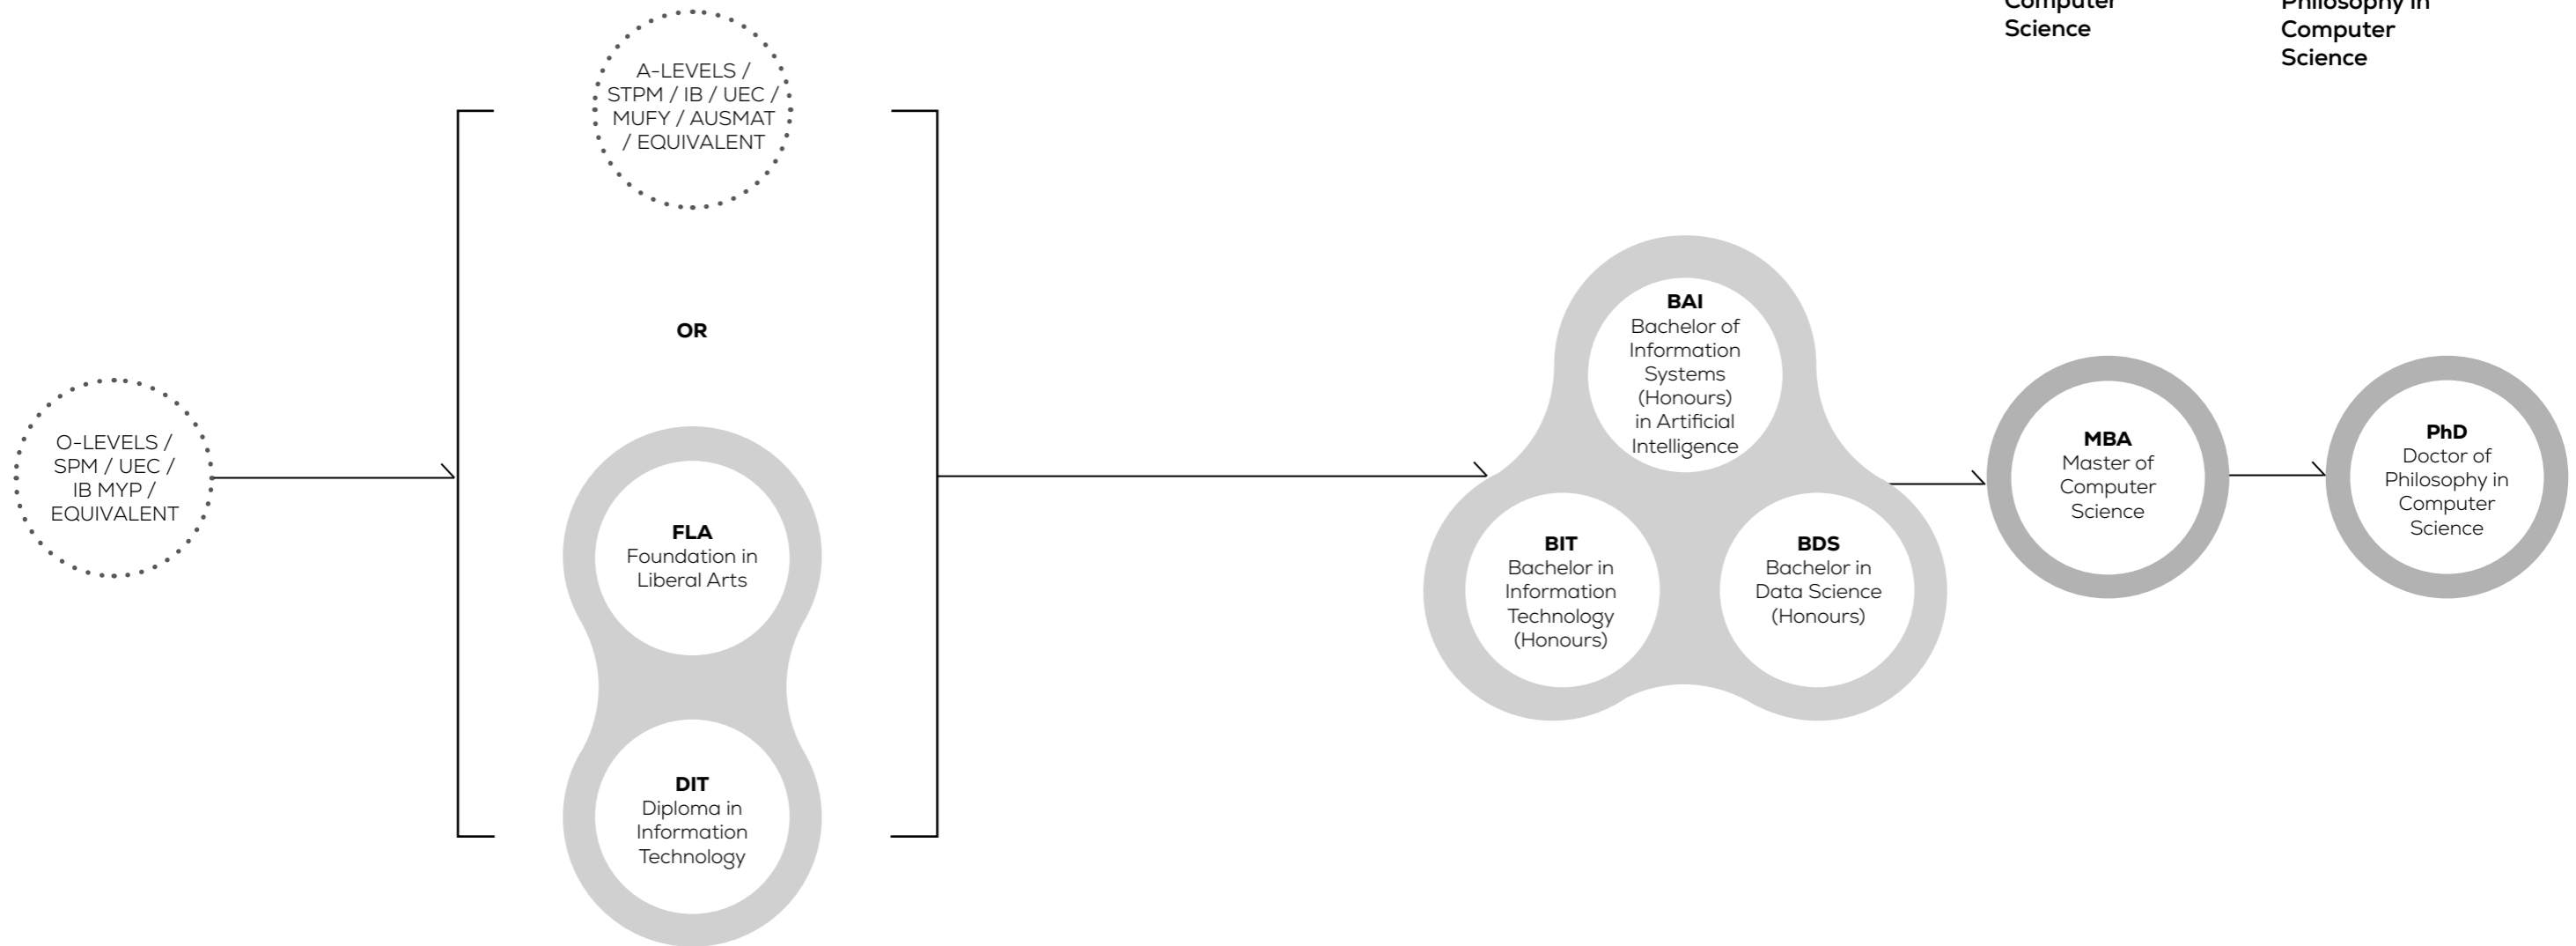 Computer
Science
Philosophy in
Computer
Science
A-LEVELS /
STPM / IB / UEC /
MUFY / AUSMAT
/ EQUIVALENT
OR
O-LEVELS /
SPM / UEC /
IB MYP /
EQUIVALENT
FLA
Foundation in
Liberal Arts
DIT
Diploma in
Information
Technology
BAI
Bachelor of
Information
Systems
(Honours)
in Artificial
Intelligence
BIT
Bachelor in
Information
Technology
(Honours)
BDS
Bachelor in
Data Science
(Honours)
MBA
Master of
Computer
Science
PhD
Doctor of
Philosophy in
Computer
Science